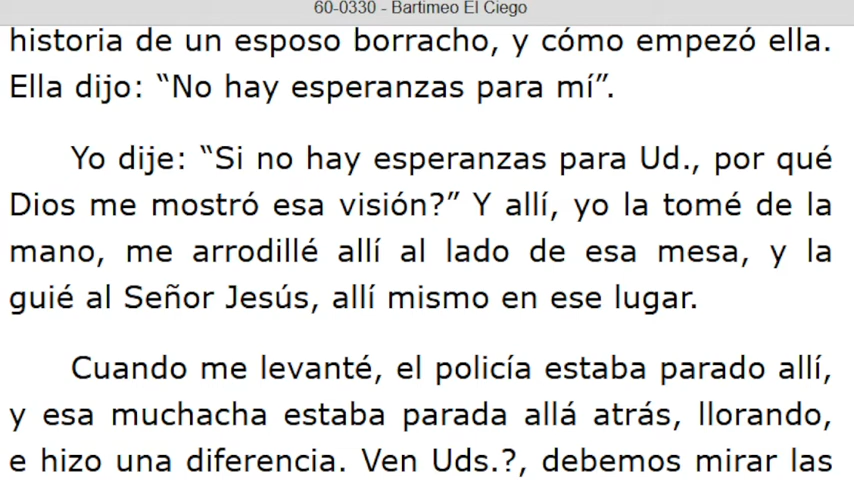 60-0330 - Bartimeo El Ciego
historia de un esposo borracho, y cómo empezó ella.
Ella dijo: “No hay esperanzas para mí”.
Yo dije: “Si no hay esperanzas para Ud., por qué
Dios me mostró esa visión?” Y allí, yo la tomé de la
mano, me arrodillé allí al lado de esa mesa, y la
guié al Señor Jesús, allí mismo en ese lugar.
Cuando me levanté, el policía estaba parado allí,
y esa muchacha estaba parada allá atrás, llorando,
e hizo una diferencia. Ven Uds.?, debemos mirar las